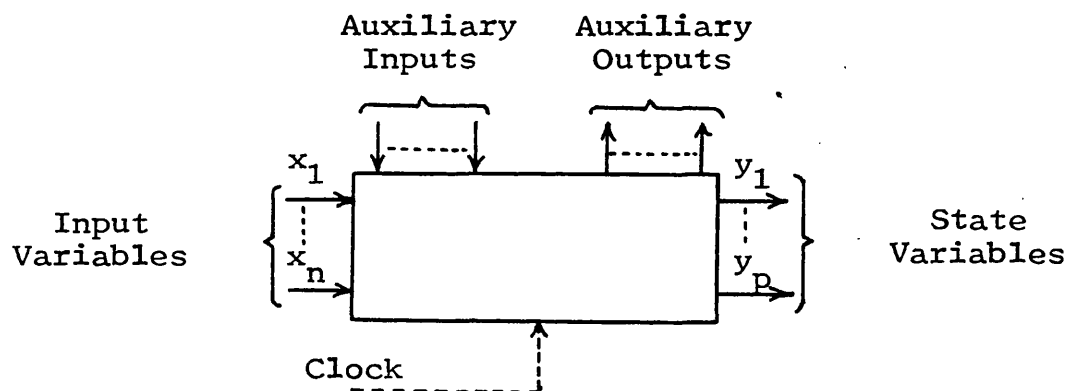 Auxiliary Auxiliary
Inputs Outputs
x1 y1
Input State
Variables Variables
xn yp
Clock